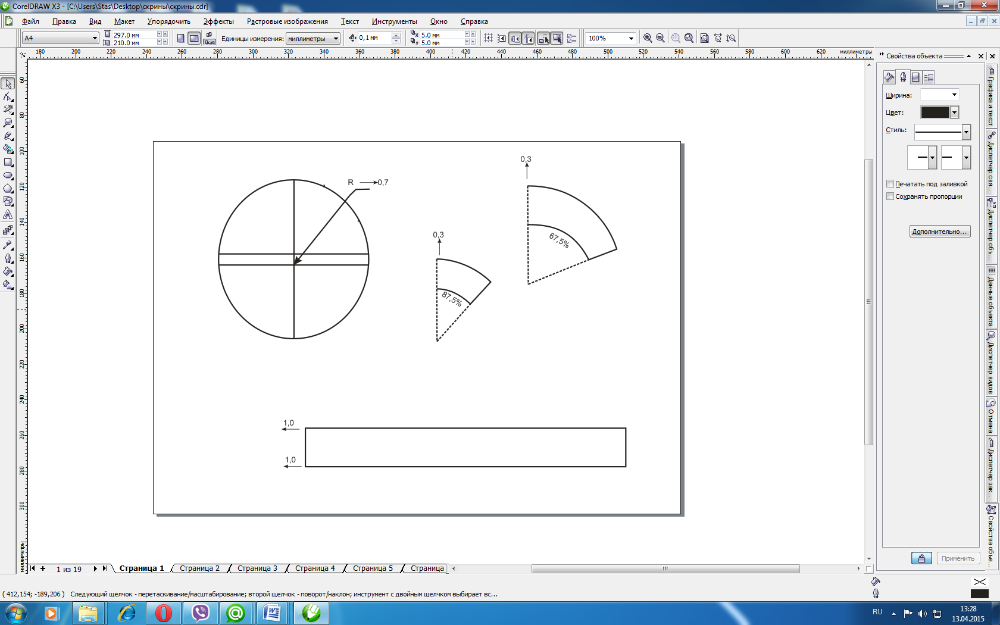 CorelDRAW X3 - [C:\Users\Stas\Desktop\скрины\скрины.cdr]
Файл Правка Вид Макет Упорядочить Эффекты Растровые изображения Текст Инструменты Окно Справка
A4 297.0 мм 210.0 мм Единицы измерения: миллиметры 0,1 мм x 5.0 мм y 5.0 мм 100%
180 200 220 240 260 280 300 320 340 360 380 400 420 440 460 480 500 520 540 560 580 600 620 миллиметры
60
80
100
120
140
160
180
200
220
240
260
280
300
миллиметры
0,3
R 0,7
0,3
67,5%
87,5%
1,0
1,0
Свойства объекта
Ширина:
Цвет:
Стиль:
Печатать под заливкой
Сохранять пропорции
Дополнительно...
Применить
Графика и текст
Диспетчер свя...
Диспетчер объ...
Данные объекта
Диспетчер видов
Отмена
Диспетчер зак...
Свойства объе...
1 из 19 Страница 1 Страница 2 Страница 3 Страница 4 Страница 5 Страница
( 412,154; -189,206 ) Следующий щелчок - перетаскивание/масштабирование; второй щелчок - поворот/наклон; инструмент с двойным щелчком выбирает вс...
RU 13:28
13.04.2015